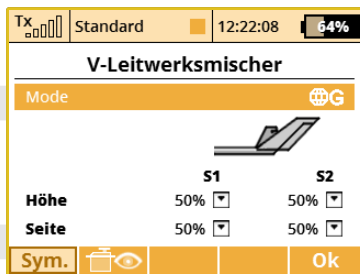 Tx Standard 12:22:08 64%
V-Leitwerksmischer
Mode G
S1 S2
Höhe 50% 50%
Seite 50% 50%
Sym. Ok